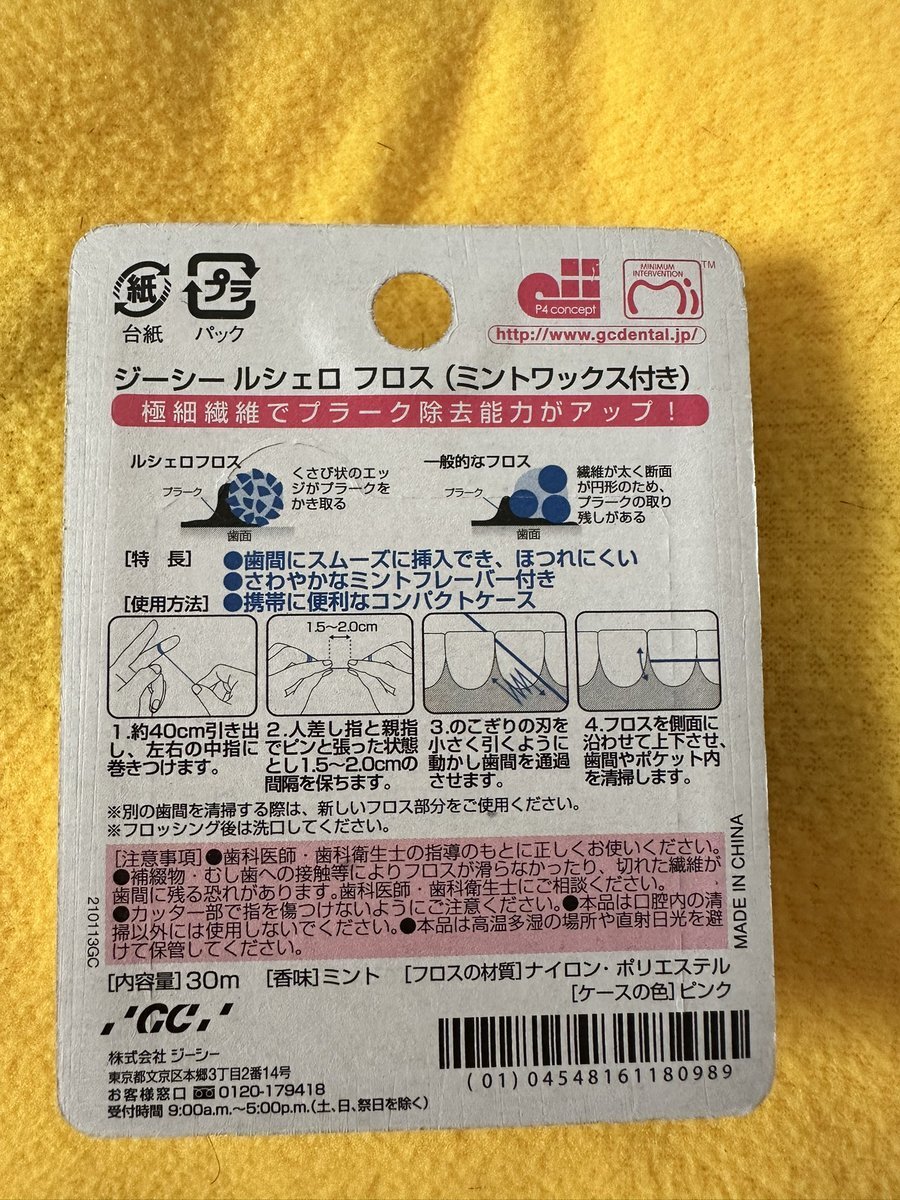 紙
プラ
台紙
パック
P4 concept
MINIMUM
INTERVENTION
TM
http://www.gcdental.jp/
ジーシー ルシェロ フロス（ミントワックス付き）
極細繊維でプラーク除去能力がアップ！
ルシェロフロス
プラーク
歯面
くさび状のエッ
ジがプラークを
かき取る
一般的なフロス
プラーク
歯面
繊維が太く断面
が円形のため、
プラークの取り
残しがある
［特　長］
●歯間にスムーズに挿入でき、ほつれにくい
●さわやかなミントフレーバー付き
●携帯に便利なコンパクトケース
［使用方法］
1.5〜2.0cm
1.約40cm引き出
し、左右の中指に
巻きつけます。
2.人差し指と親指
でピンと張った状態
とし1.5〜2.0cmの
間隔を保ちます。
3.のこぎりの刃を
小さく引くように
動かし歯間を通過
させます。
4.フロスを側面に
沿わせて上下させ、
歯間やポケット内
を清掃します。
※別の歯間を清掃する際は、新しいフロス部分をご使用ください。
※フロッシング後は洗口してください。
［注意事項］●歯科医師・歯科衛生士の指導のもとに正しくお使いください。
●補綴物・むし歯への接触等によりフロスが滑らなかったり、切れた繊維が
歯間に残る恐れがあります。歯科医師・歯科衛生士にご相談ください。
●カッター部で指を傷つけないようにご注意ください。●本品は口腔内の清
掃以外には使用しないでください。●本品は高温多湿の場所や直射日光を避
けて保管してください。
210113GC
MADE IN CHINA
［内容量］30m　［香味］ミント　［フロスの材質］ナイロン・ポリエステル
［ケースの色］ピンク
GC
株式会社 ジーシー
東京都文京区本郷3丁目2番14号
お客様窓口 0120-179418
受付時間 9:00a.m.〜5:00p.m.（土、日、祭日を除く）
(01)04548161180989